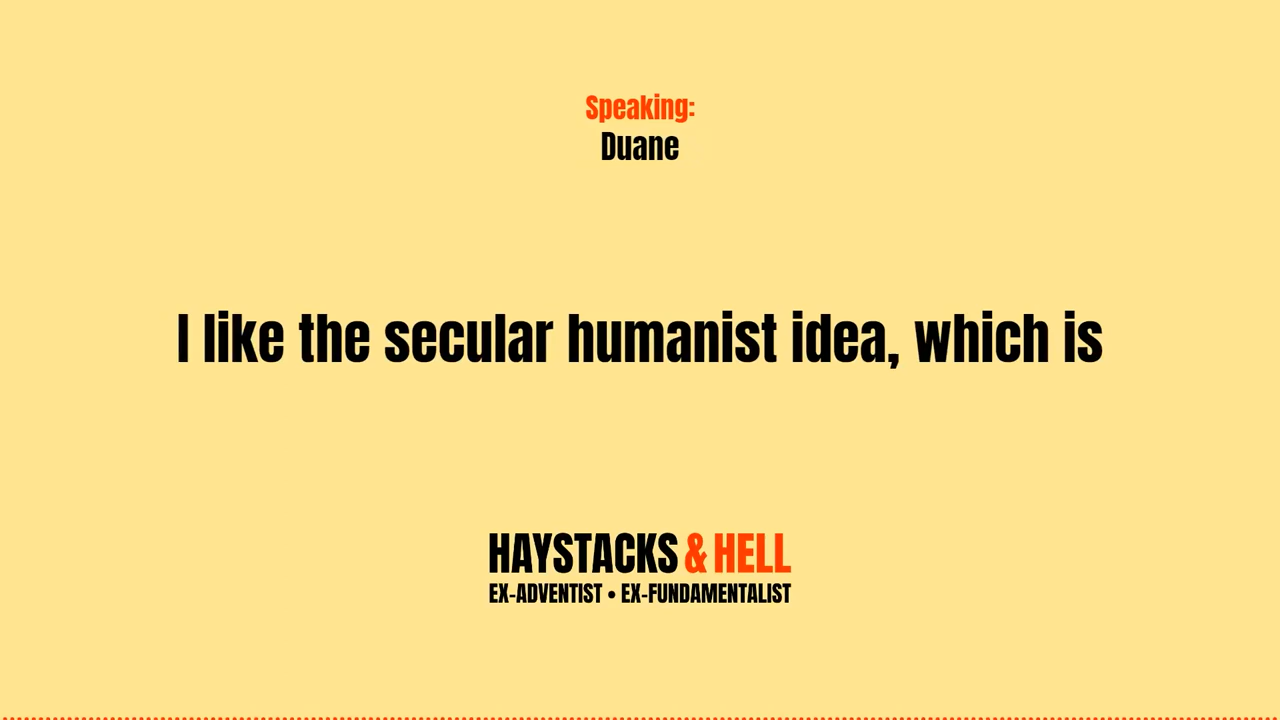 Speaking:
Duane
I like the secular humanist idea, which is
HAYSTACKS & HELL
EX-ADVENTIST • EX-FUNDAMENTALIST